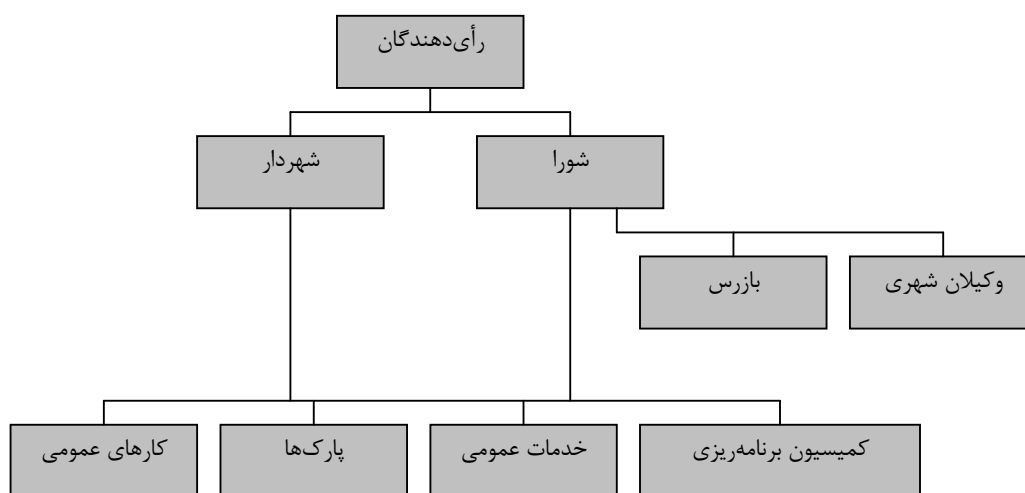 رأی‌دهندگان
شورا
شهردار
وکیلان شهری
بازرس
کمیسیون برنامه‌ریزی
خدمات عمومی
پارک‌ها
کارهای عمومی